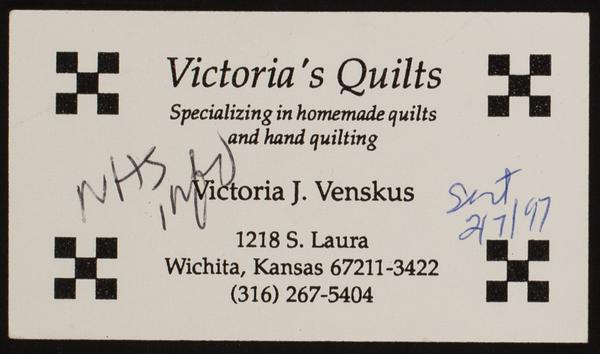 Victoria's Quilts
Specializing in homemade quilts
and hand quilting
NHS
info
Victoria J. Venskus
Sent
2/7/97
1218 S. Laura
Wichita, Kansas 67211-3422
(316) 267-5404